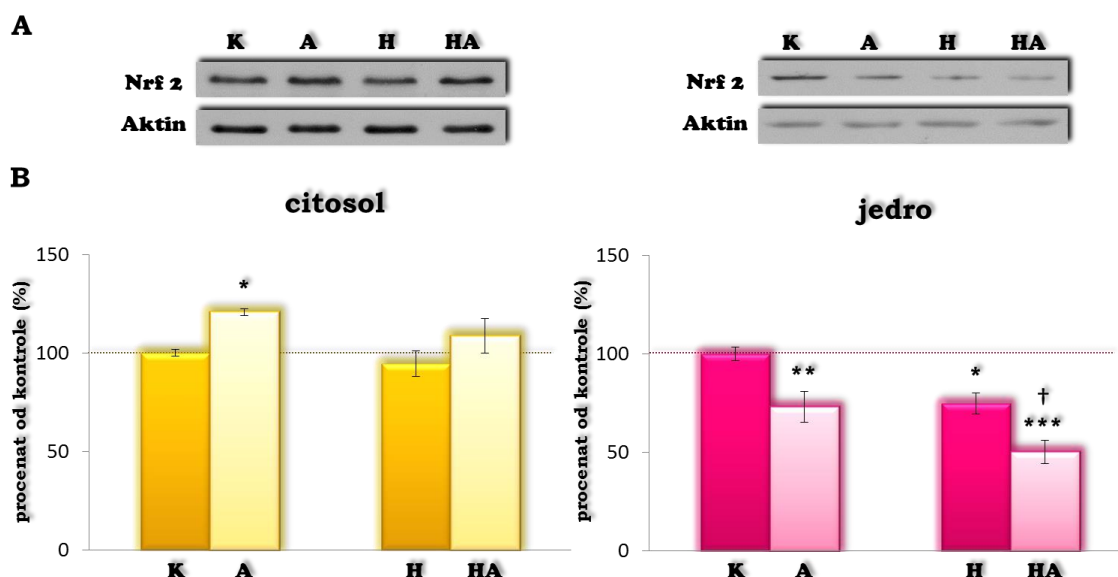 A
K A H HA
Nrf 2
Aktin
K A H HA
Nrf 2
Aktin
B
citosol
procenat od kontrole (%)
150
100
50
0
*
K A H HA
jedro
procenat od kontrole (%)
150
100
50
0
**
*
†
***
K A H HA